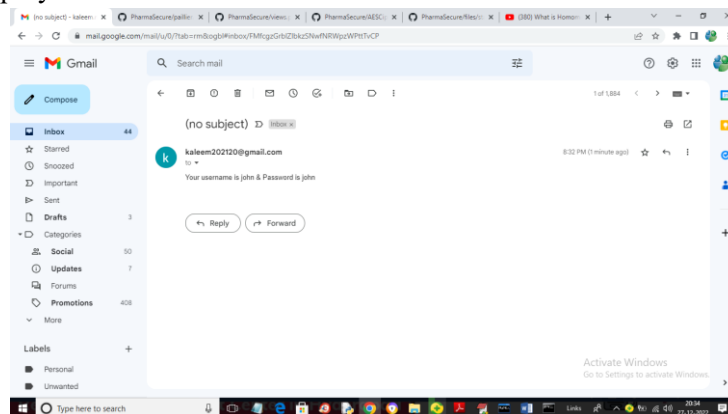 (no subject) - kaleem
PharmaSecure/paillier
PharmaSecure/views.
PharmaSecure/AESCi
PharmaSecure/files/s
(380) What is Homom
mail.google.com/mail/u/0/?tab=rm&ogbl#inbox/FMfcgzGrbIZIbkzSNwfNRWpzWPttTvCP
Gmail
Search mail
Compose
1 of 1,884
Inbox 44
Starred
Snoozed
Important
Sent
Drafts 3
Categories
Social 50
Updates 7
Forums
Promotions 408
More
Labels
Personal
Unwanted
(no subject) Inbox x
kaleem202120@gmail.com 8:32 PM (1 minute ago)
to
Your username is john & Password is john
Reply
Forward
Activate Windows
Go to Settings to activate Windows.
Type here to search
Links
20:34
27-12-2022